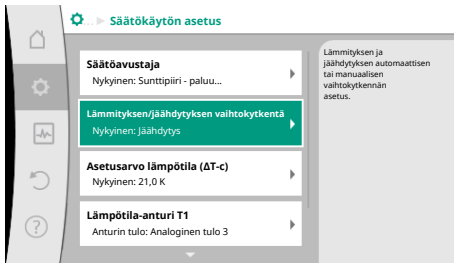 Säätökäytön asetus
Säätöavustaja
Nykyinen: Sunttipiiri - paluu...
Lämmityksen/jäähdytyksen vaihtokytkentä
Nykyinen: Jäähdytys
Asetusarvo lämpötila (ΔT-c)
Nykyinen: 21,0 K
Lämpötila-anturi T1
Anturin tulo: Analoginen tulo 3
Lämmityksen ja
jäähdytyksen automaattisen
tai manuaalisen
vaihtokytkennän
asetus.